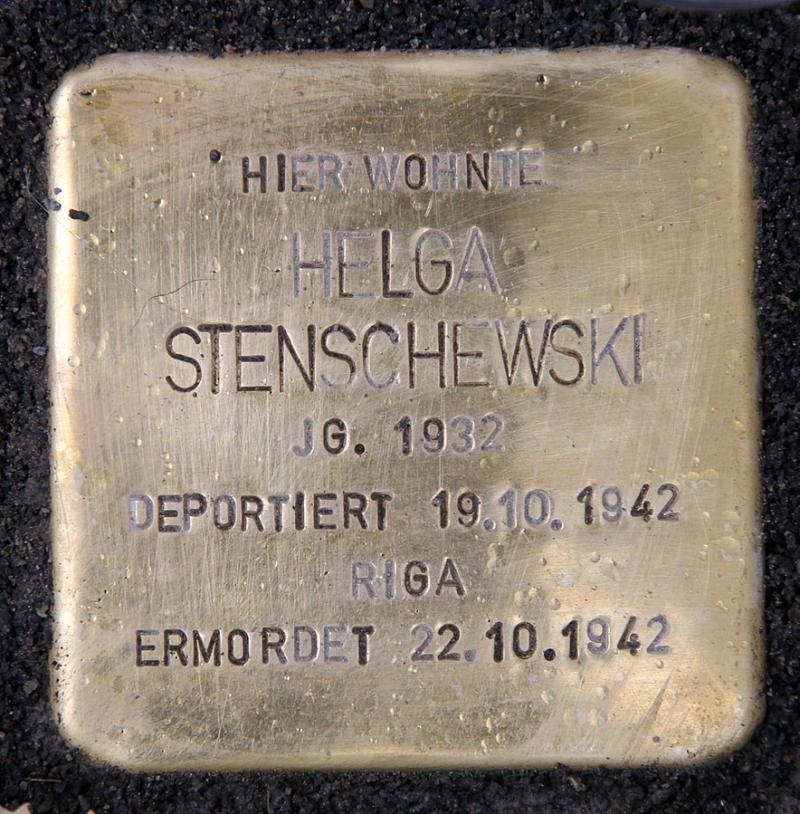 HIER WOHNTE
HELGA
STENSCHEWSKI
JG. 1932
DEPORTIERT 19.10.1942
RIGA
ERMORDET 22.10.1942